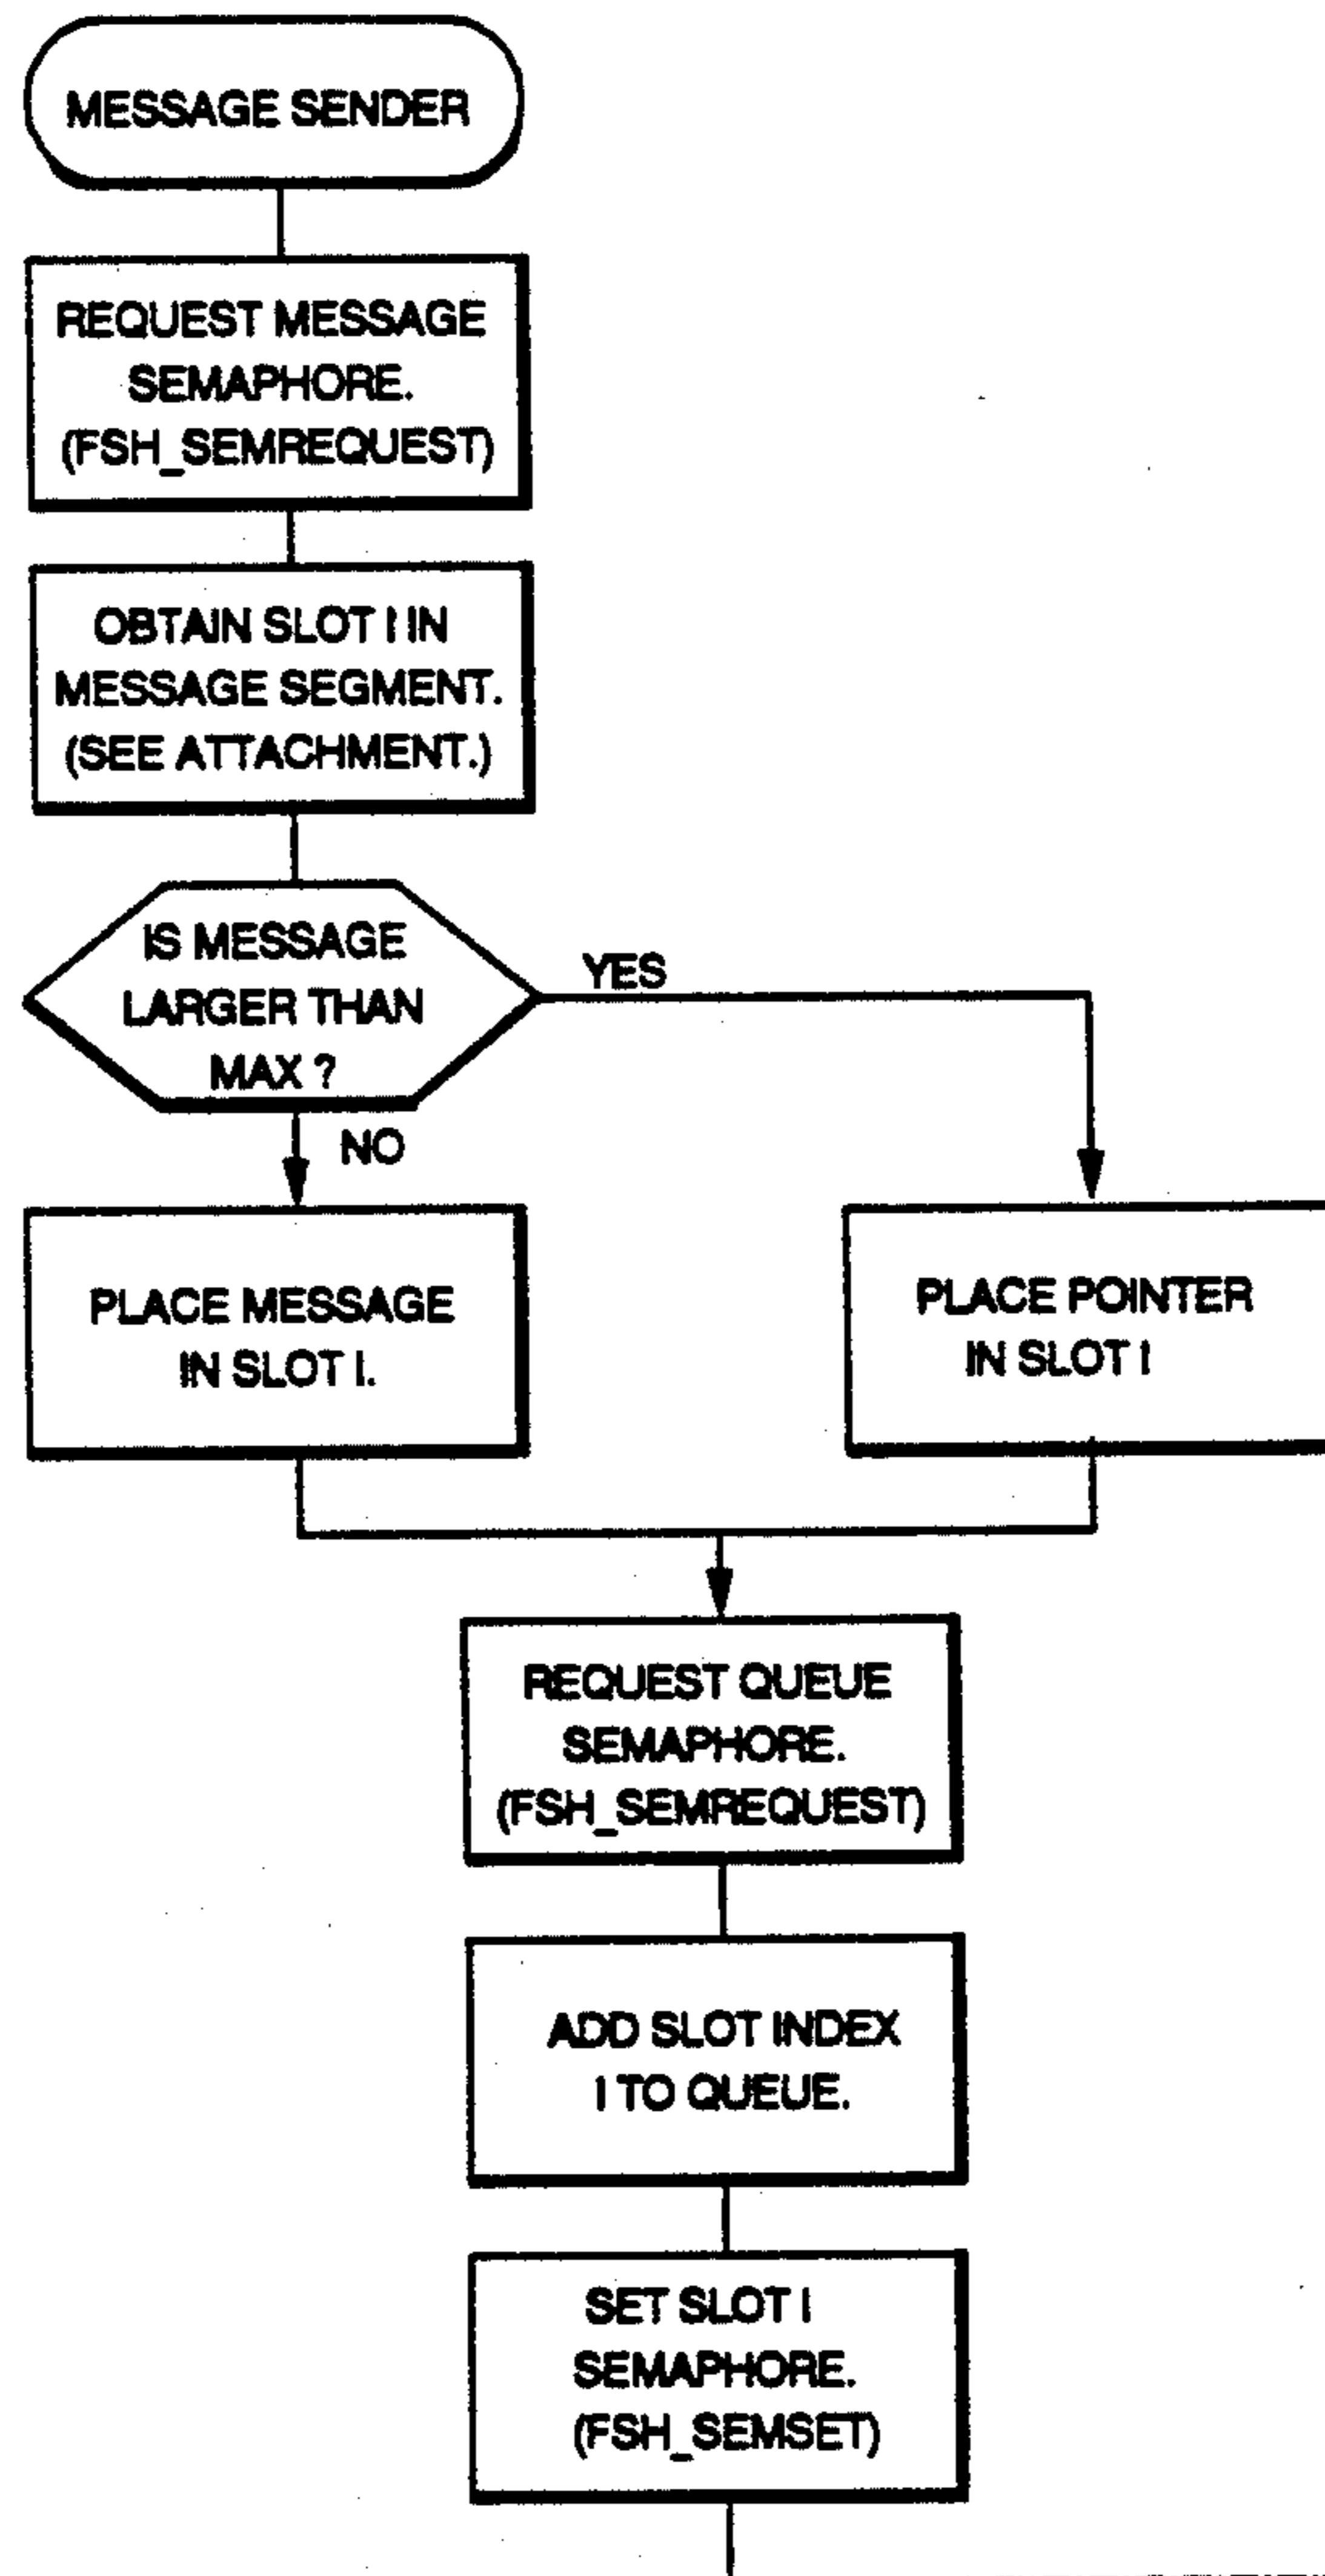 MESSAGE SENDER
REQUEST MESSAGE
SEMAPHORE.
(FSH_SEMREQUEST)
OBTAIN SLOT I IN
MESSAGE SEGMENT.
(SEE ATTACHMENT.)
IS MESSAGE
LARGER THAN
MAX ?
YES
NO
PLACE MESSAGE
IN SLOT I.
PLACE POINTER
IN SLOT I
REQUEST QUEUE
SEMAPHORE.
(FSH_SEMREQUEST)
ADD SLOT INDEX
I TO QUEUE.
SET SLOT I
SEMAPHORE.
(FSH_SEMSET)